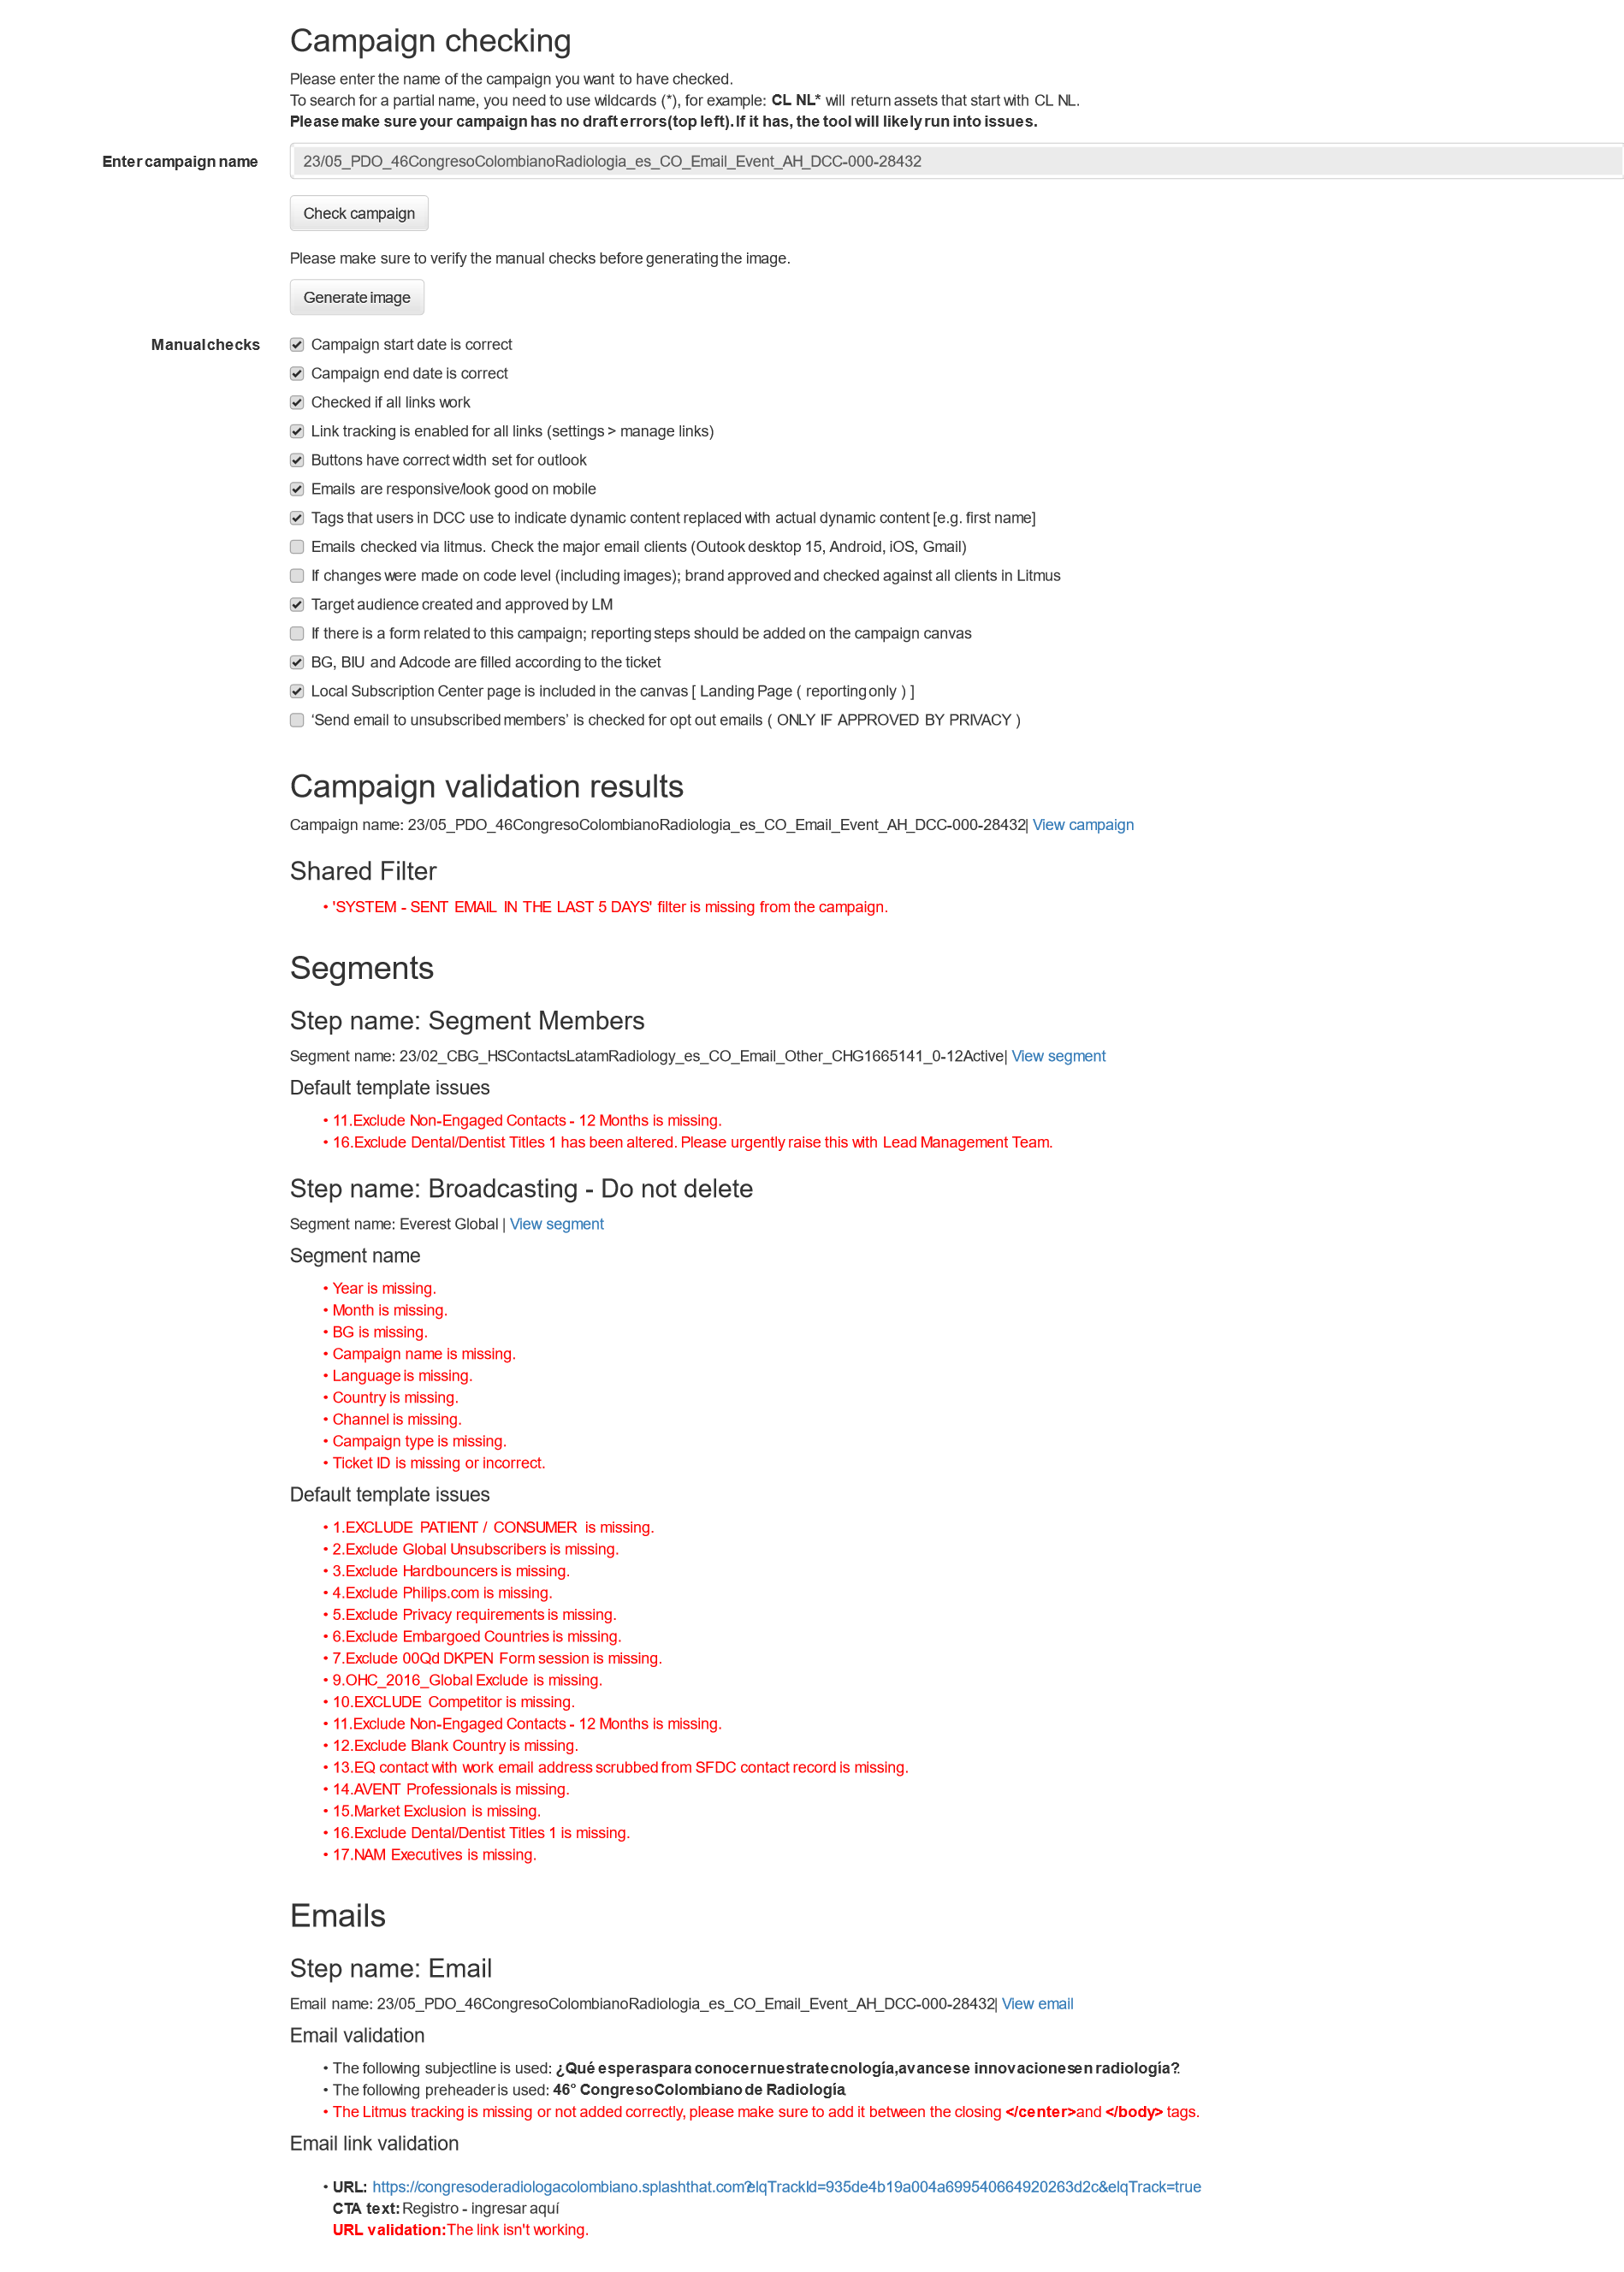 Campaign checking
Please enter the name of the campaign you want to have checked.
To search for a partial name, you need to use wildcards (*), for example: CL NL* will return assets that start with CL NL.
Please make sure your campaign has no draft errors(top left). If it has, the tool will likely run into issues.
Enter campaign name
23/05_PDO_46CongresoColombianoRadiologia_es_CO_Email_Event_AH_DCC-000-28432
Check campaign
Please make sure to verify the manual checks before generating the image.
Generate image
Manual checks
Campaign start date is correct
Campaign end date is correct
Checked if all links work
Link tracking is enabled for all links (settings > manage links)
Buttons have correct width set for outlook
Emails are responsive/look good on mobile
Tags that users in DCC use to indicate dynamic content replaced with actual dynamic content [e.g. first name]
Emails checked via litmus. Check the major email clients (Outook desktop 15, Android, iOS, Gmail)
If changes were made on code level (including images); brand approved and checked against all clients in Litmus
Target audience created and approved by LM
If there is a form related to this campaign; reporting steps should be added on the campaign canvas
BG, BIU and Adcode are filled according to the ticket
Local Subscription Center page is included in the canvas [ Landing Page ( reporting only ) ]
‘Send email to unsubscribed members’ is checked for opt out emails ( ONLY IF APPROVED BY PRIVACY )
Campaign validation results
Campaign name: 23/05_PDO_46CongresoColombianoRadiologia_es_CO_Email_Event_AH_DCC-000-28432| View campaign
Shared Filter
• 'SYSTEM - SENT EMAIL IN THE LAST 5 DAYS' filter is missing from the campaign.
Segments
Step name: Segment Members
Segment name: 23/02_CBG_HSContactsLatamRadiology_es_CO_Email_Other_CHG1665141_0-12Active| View segment
Default template issues
• 11.Exclude Non-Engaged Contacts - 12 Months is missing.
• 16.Exclude Dental/Dentist Titles 1 has been altered. Please urgently raise this with Lead Management Team.
Step name: Broadcasting - Do not delete
Segment name: Everest Global | View segment
Segment name
• Year is missing.
• Month is missing.
• BG is missing.
• Campaign name is missing.
• Language is missing.
• Country is missing.
• Channel is missing.
• Campaign type is missing.
• Ticket ID is missing or incorrect.
Default template issues
• 1.EXCLUDE PATIENT / CONSUMER is missing.
• 2.Exclude Global Unsubscribers is missing.
• 3.Exclude Hardbouncers is missing.
• 4.Exclude Philips.com is missing.
• 5.Exclude Privacy requirements is missing.
• 6.Exclude Embargoed Countries is missing.
• 7.Exclude 00Qd DKPEN Form session is missing.
• 9.OHC_2016_Global Exclude is missing.
• 10.EXCLUDE Competitor is missing.
• 11.Exclude Non-Engaged Contacts - 12 Months is missing.
• 12.Exclude Blank Country is missing.
• 13.EQ contact with work email address scrubbed from SFDC contact record is missing.
• 14.AVENT Professionals is missing.
• 15.Market Exclusion is missing.
• 16.Exclude Dental/Dentist Titles 1 is missing.
• 17.NAM Executives is missing.
Emails
Step name: Email
Email name: 23/05_PDO_46CongresoColombianoRadiologia_es_CO_Email_Event_AH_DCC-000-28432| View email
Email validation
• The following subjectline is used: ¿Qué esperas para conocer nuestra tecnología, avances e innovaciones en radiología?.
• The following preheader is used: 46° Congreso Colombiano de Radiología.
• The Litmus tracking is missing or not added correctly, please make sure to add it between the closing </center>and </body> tags.
Email link validation
• URL: https://congresoderadiologacolombiano.splashthat.com?elqTrackId=935de4b19a004a699540664920263d2c&elqTrack=true
CTA text: Registro - ingresar aquí
URL validation:The link isn't working.